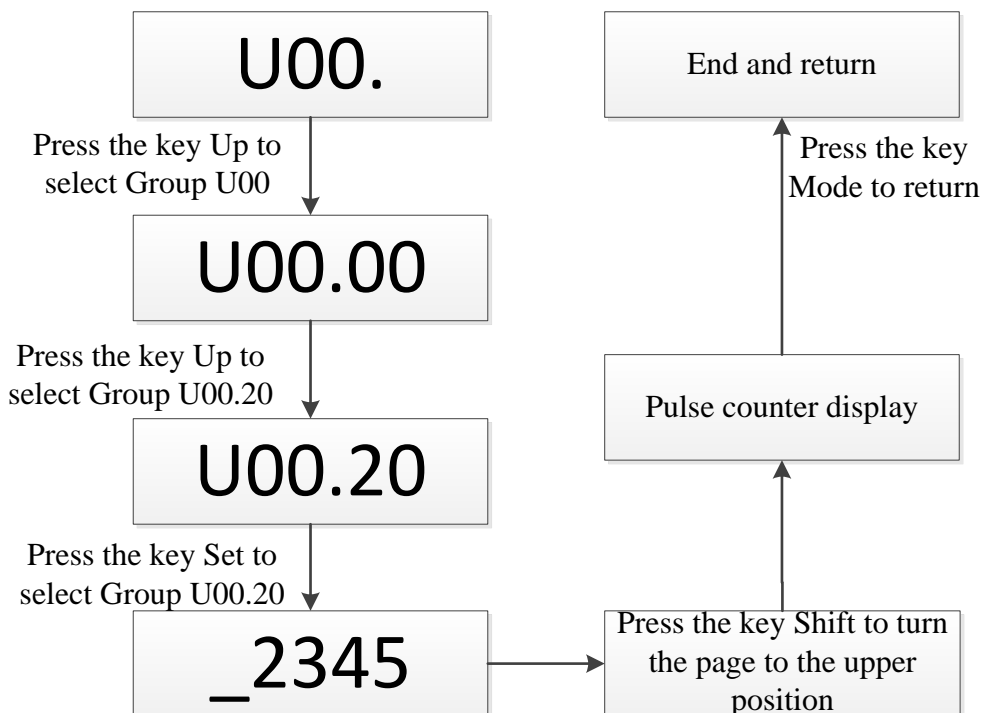 U00.
Press the key Up to
select Group U00
U00.00
Press the key Up to
select Group U00.20
U00.20
Press the key Set to
select Group U00.20
_2345
Press the key Shift to turn
the page to the upper
position
Pulse counter display
Press the key
Mode to return
End and return